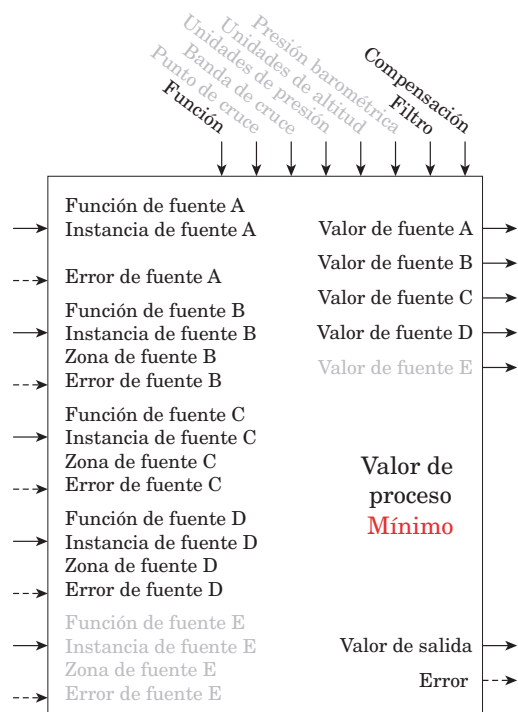 Función
Punto de cruce
Banda de cruce
Unidades de presión
Unidades de altitud
Presión barométrica
Filtro
Compensación
Función de fuente A
Instancia de fuente A
Error de fuente A
Función de fuente B
Instancia de fuente B
Zona de fuente B
Error de fuente B
Función de fuente C
Instancia de fuente C
Zona de fuente C
Error de fuente C
Función de fuente D
Instancia de fuente D
Zona de fuente D
Error de fuente D
Función de fuente E
Instancia de fuente E
Zona de fuente E
Error de fuente E
Valor de fuente A
Valor de fuente B
Valor de fuente C
Valor de fuente D
Valor de fuente E
Valor de
proceso
Mínimo
Valor de salida
Error